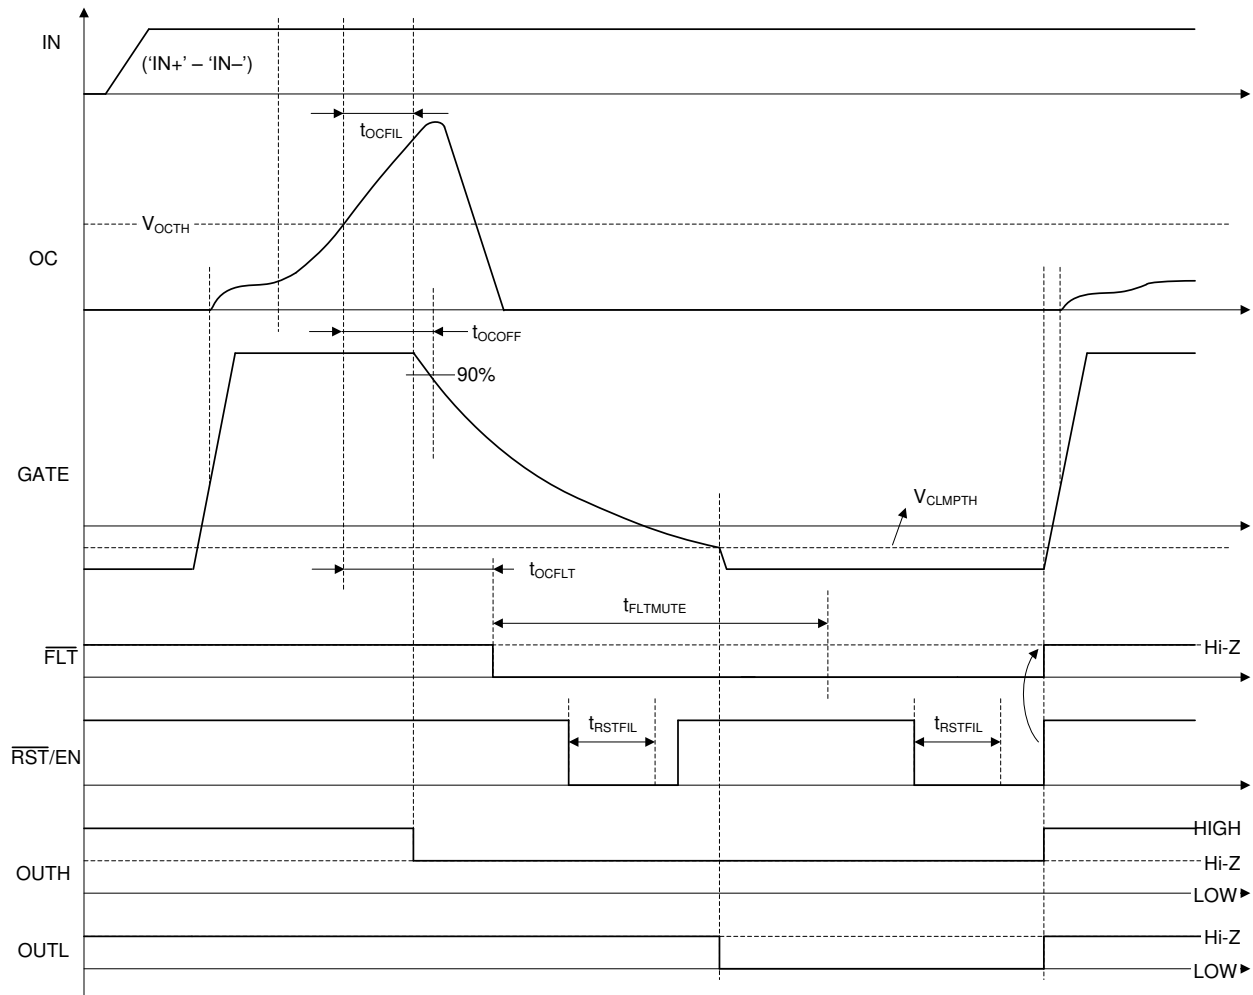 IN
('IN+' – 'IN–')
tOCFIL
VOCTH
OC
tOCOFF
90%
GATE
VCLMPTH
tOCFLT
tFLTMUTE
FLT
Hi-Z
tRSTFIL
tRSTFIL
RST/EN
HIGH
OUTH
Hi-Z
LOW
OUTL
Hi-Z
LOW